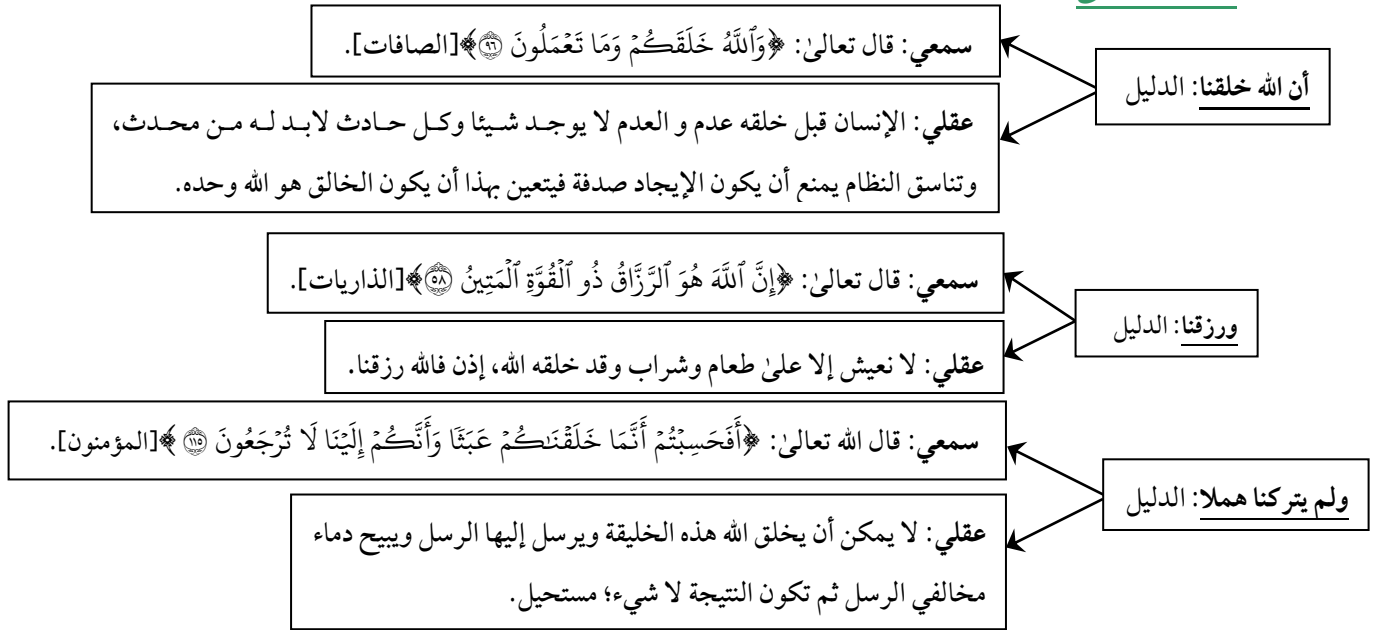 أن الله خلقنا: الدليل
سمعي: قال تعالىٰ: ﴿وَٱللَّهُ خَلَقَكُمۡ وَمَا تَعۡمَلُونَ ٩٦﴾[الصافات].
عقلي: الإنسان قبل خلقه عدم و العدم لا يوجد شيئا وكل حادث لابد له من محدث،
وتناسق النظام يمنع أن يكون الإيجاد صدفة فيتعين بهذا أن يكون الخالق هو الله وحده.
ورزقنا: الدليل
سمعي: قال تعالىٰ: ﴿إِنَّ ٱللَّهَ هُوَ ٱلرَّزَّاقُ ذُو ٱلۡقُوَّةِ ٱلۡمَتِينُ ٥٨﴾[الذاريات].
عقلي: لا نعيش إلا علىٰ طعام وشراب وقد خلقه الله، إذن فالله رزقنا.
ولم يتركنا هملا: الدليل
سمعي: قال الله تعالىٰ: ﴿أَفَحَسِبۡتُمۡ أَنَّمَا خَلَقۡنَٰكُمۡ عَبَثٗا وَأَنَّكُمۡ إِلَيۡنَا لَا تُرۡجَعُونَ ١١٥ ﴾[المؤمنون].
عقلي: لا يمكن أن يخلق الله هذه الخليقة ويرسل إليها الرسل ويبيح دماء
مخالفي الرسل ثم تكون النتيجة لا شيء؛ مستحيل.